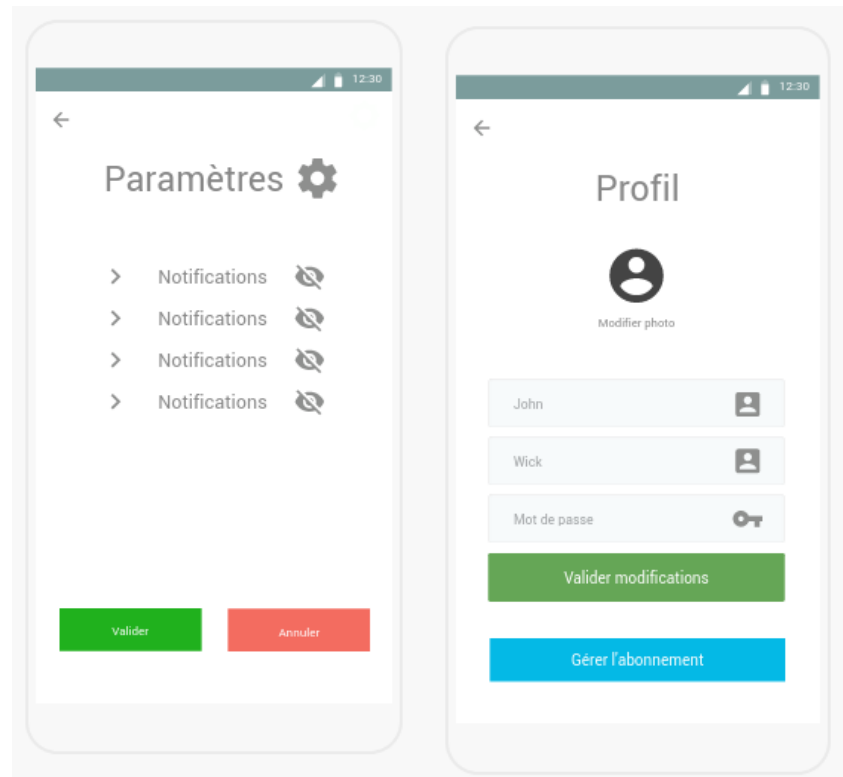 12:30
Paramètres
Notifications
Notifications
Notifications
Notifications
Valider
Annuler
12:30
Profil
Modifier photo
John
Wick
Mot de passe
Valider modifications
Gérer l'abonnement